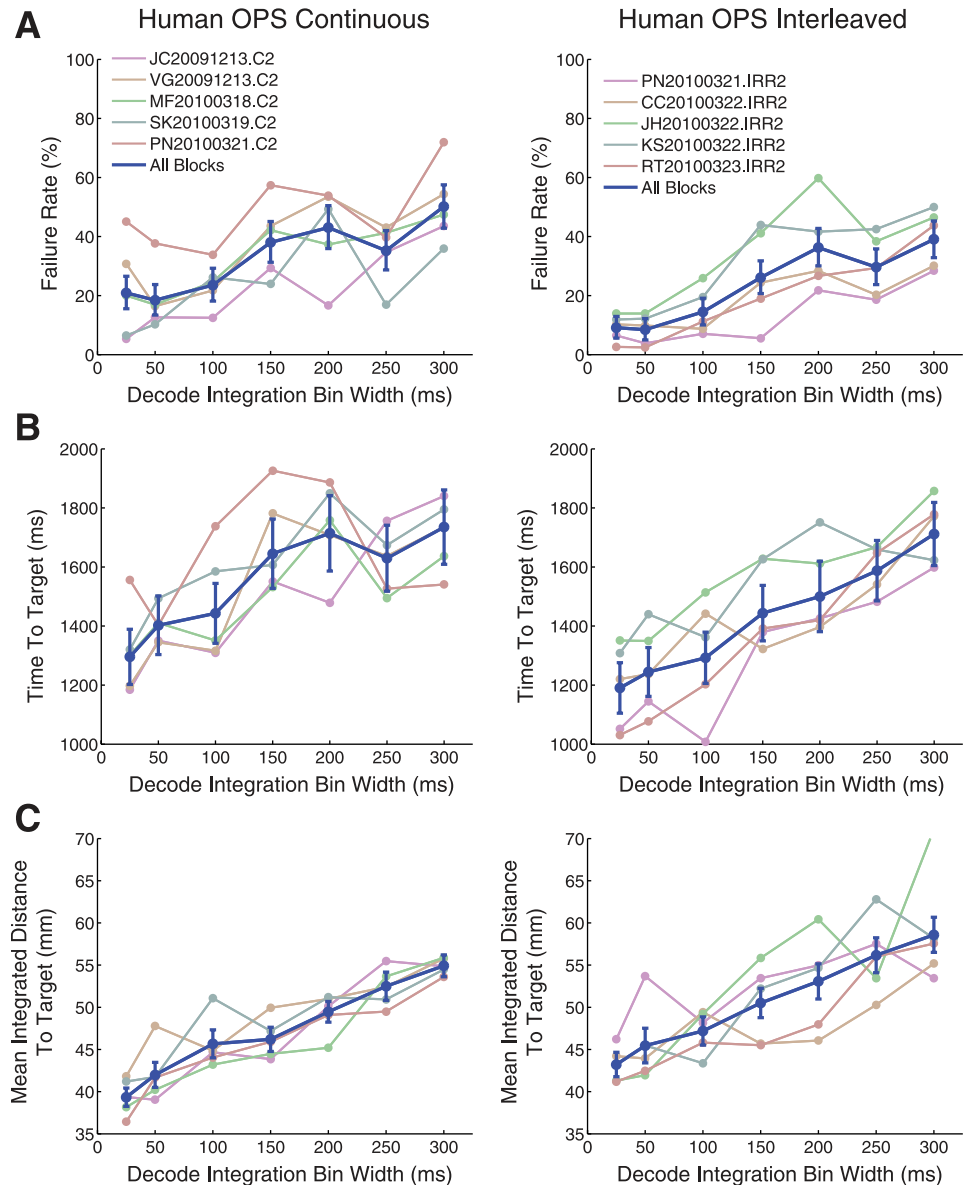 A
Human OPS Continuous
Human OPS Interleaved
Failure Rate (%)
100
80
60
40
20
0
JC20091213.C2
VG20091213.C2
MF20100318.C2
SK20100319.C2
PN20100321.C2
All Blocks
0 50 100 150 200 250 300
Decode Integration Bin Width (ms)
Failure Rate (%)
100
80
60
40
20
0
PN20100321.IRR2
CC20100322.IRR2
JH20100322.IRR2
KS20100322.IRR2
RT20100323.IRR2
All Blocks
0 50 100 150 200 250 300
Decode Integration Bin Width (ms)
B
Time To Target (ms)
2000
1800
1600
1400
1200
1000
0 50 100 150 200 250 300
Decode Integration Bin Width (ms)
Time To Target (ms)
2000
1800
1600
1400
1200
1000
0 50 100 150 200 250 300
Decode Integration Bin Width (ms)
C
Mean Integrated Distance
To Target (mm)
70
65
60
55
50
45
40
35
0 50 100 150 200 250 300
Decode Integration Bin Width (ms)
Mean Integrated Distance
To Target (mm)
70
65
60
55
50
45
40
35
0 50 100 150 200 250 300
Decode Integration Bin Width (ms)